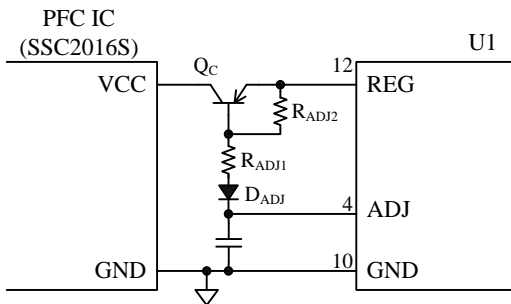 PFC IC
(SSC2016S)
U1
VCC
QC
12
REG
RADJ2
RADJ1
DADJ
4
ADJ
GND
10
GND